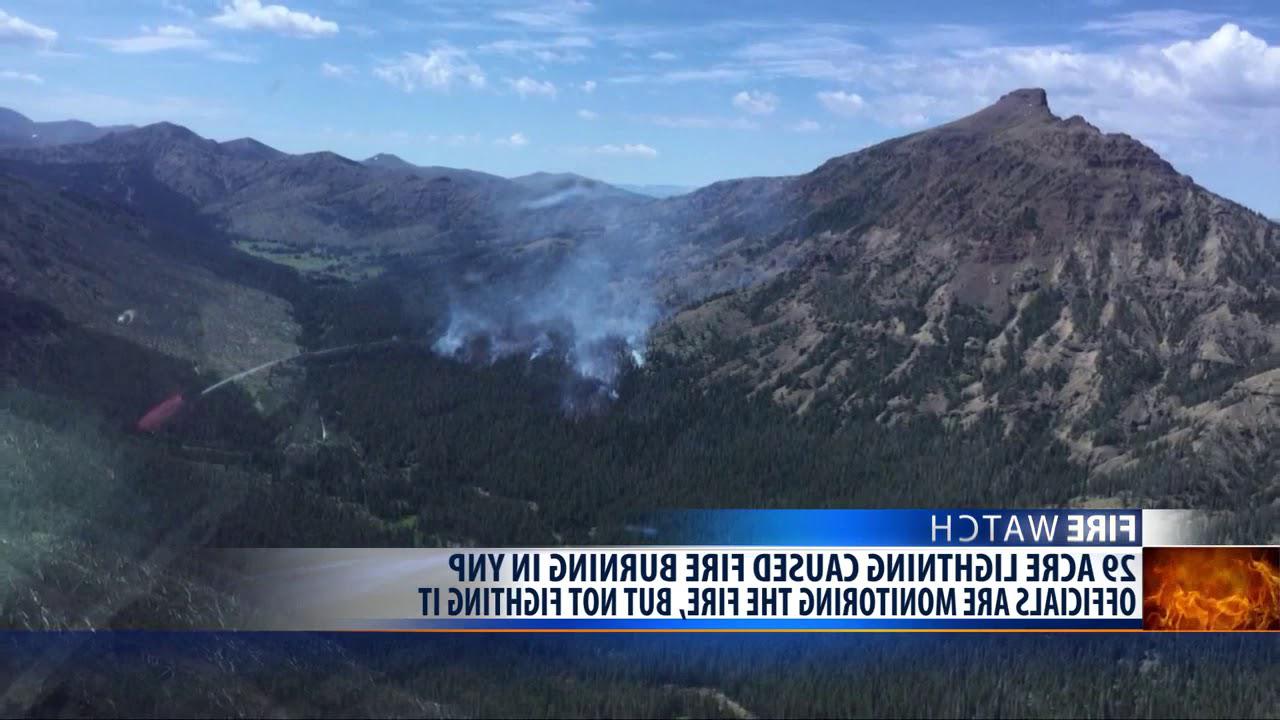 FIRE WATCH
29 ACRE LIGHTNING CAUSED FIRE BURNING IN YNP
OFFICIALS ARE MONITORING THE FIRE, BUT NOT FIGHTING IT